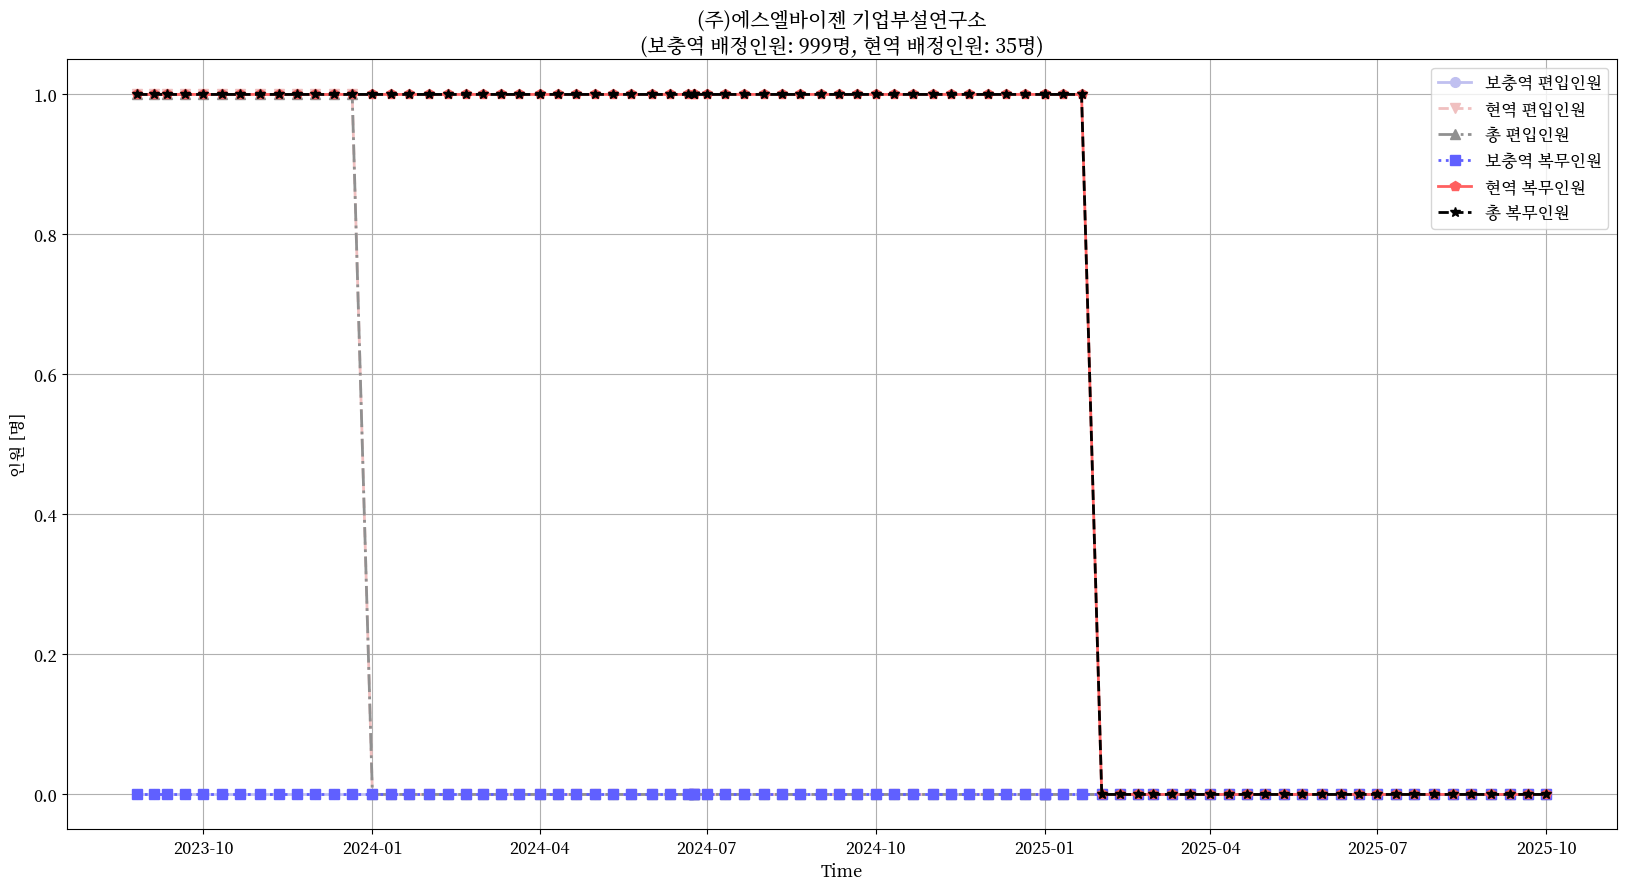 (주)에스엘바이젠 기업부설연구소
(보충역 배정인원: 999명, 현역 배정인원: 35명)
보충역 편입인원
현역 편입인원
총 편입인원
보충역 복무인원
현역 복무인원
총 복무인원
인원 [명]
1.0
0.8
0.6
0.4
0.2
0.0
2023-10
2024-01
2024-04
2024-07
2024-10
2025-01
2025-04
2025-07
2025-10
Time